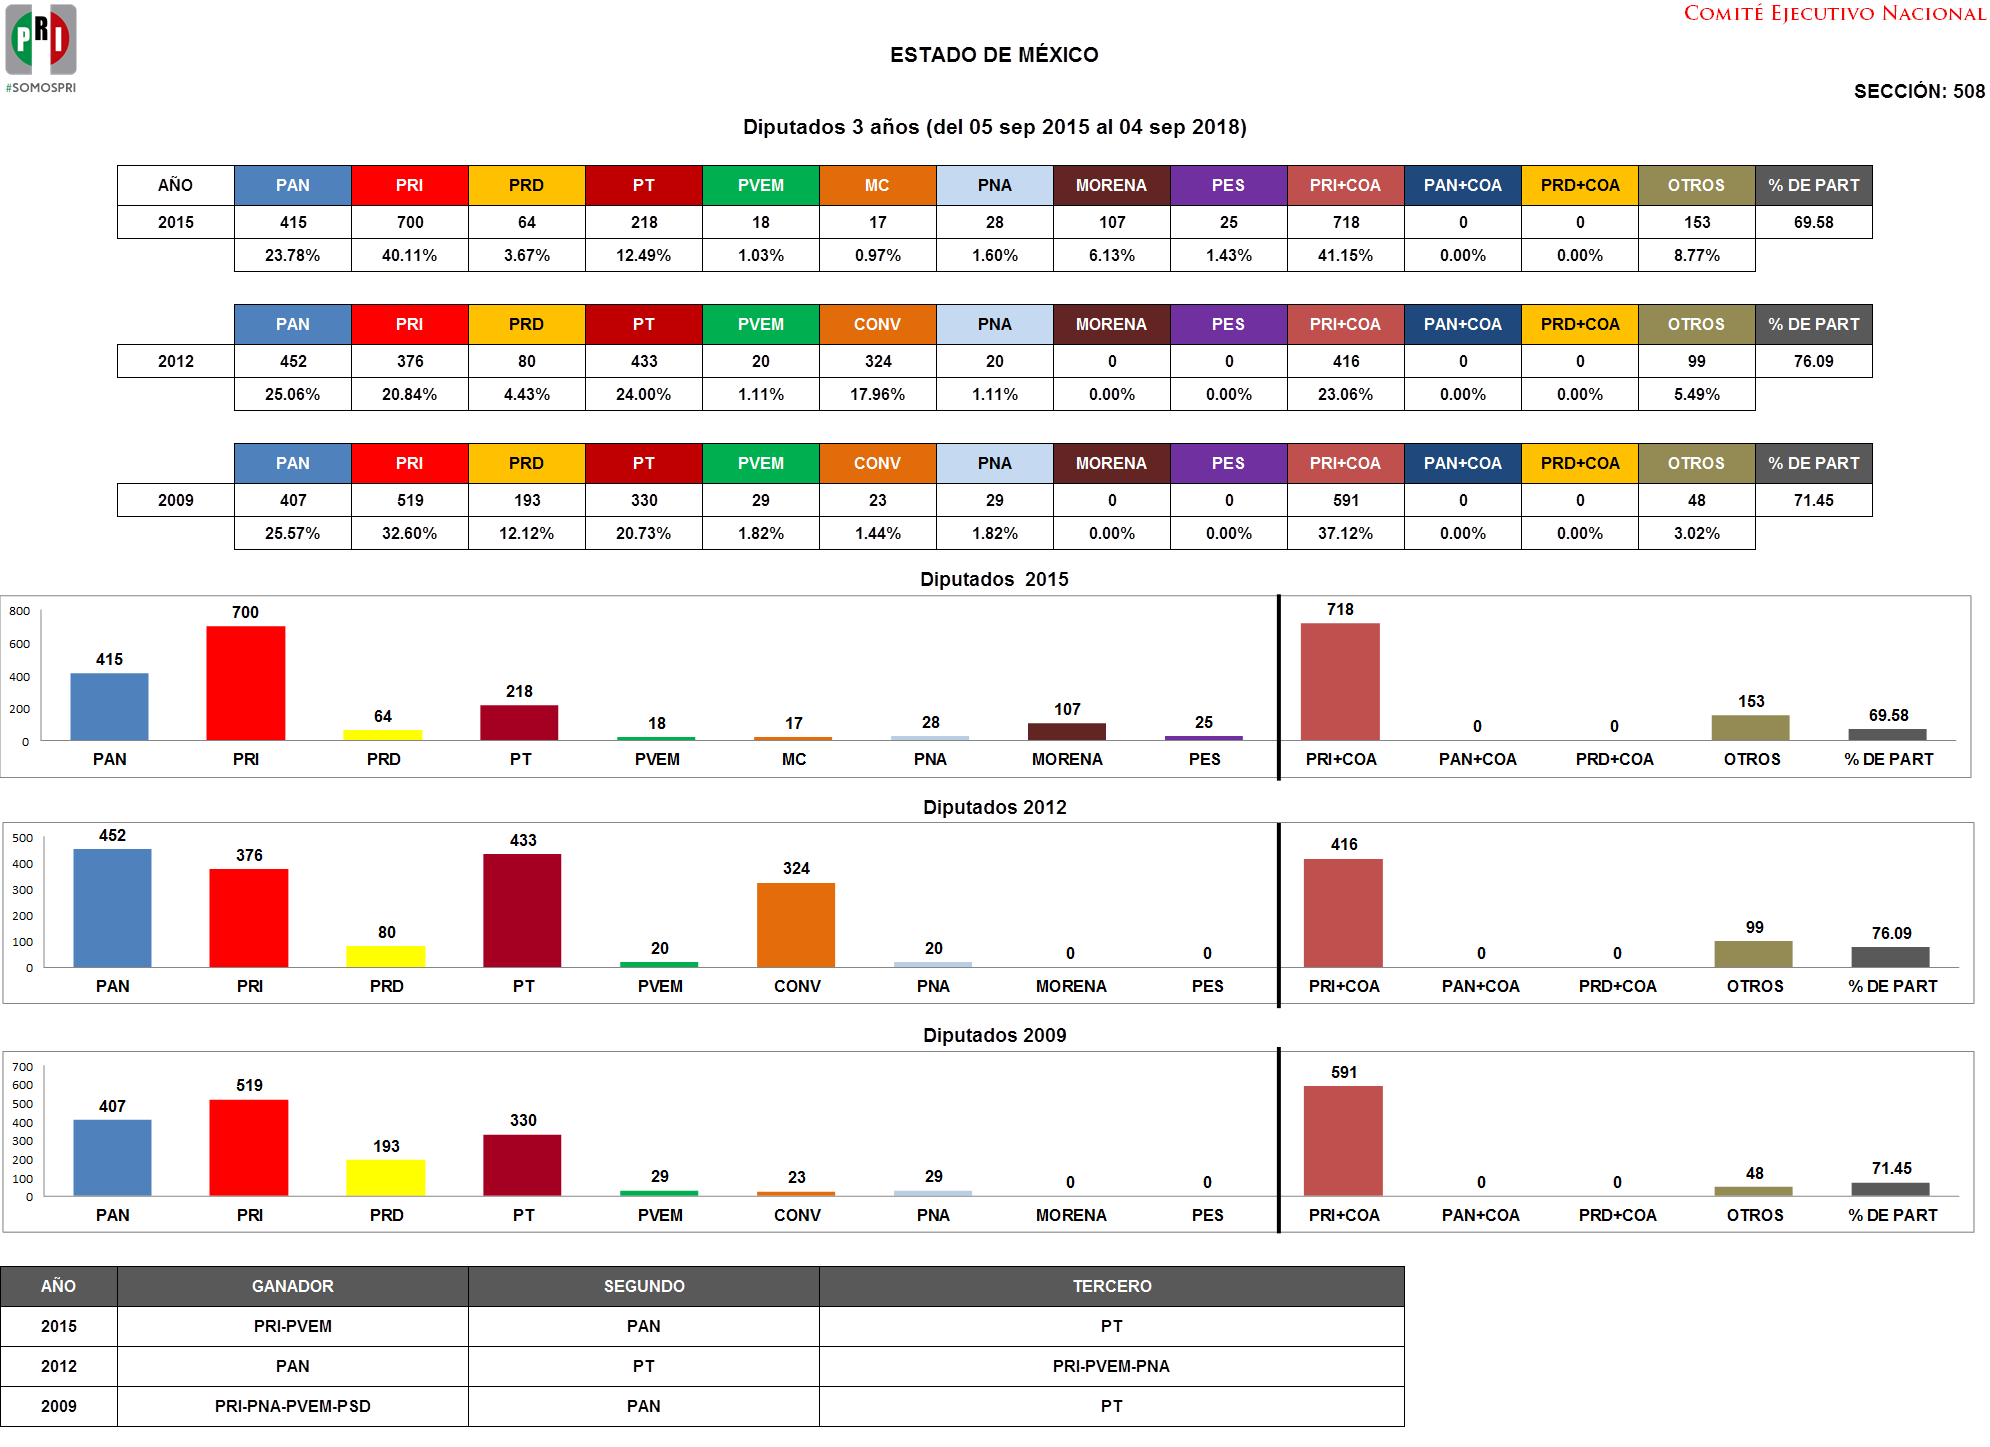 PRI
#SOMOSPRI
COMITÉ EJECUTIVO NACIONAL
ESTADO DE MÉXICO
SECCIÓN: 508
Diputados 3 años (del 05 sep 2015 al 04 sep 2018)
AÑO PAN PRI PRD PT PVEM MC PNA MORENA PES PRI+COA PAN+COA PRD+COA OTROS % DE PART
2015 415 700 64 218 18 17 28 107 25 718 0 0 153 69.58
23.78% 40.11% 3.67% 12.49% 1.03% 0.97% 1.60% 6.13% 1.43% 41.15% 0.00% 0.00% 8.77%
PAN PRI PRD PT PVEM CONV PNA MORENA PES PRI+COA PAN+COA PRD+COA OTROS % DE PART
2012 452 376 80 433 20 324 20 0 0 416 0 0 99 76.09
25.06% 20.84% 4.43% 24.00% 1.11% 17.96% 1.11% 0.00% 0.00% 23.06% 0.00% 0.00% 5.49%
PAN PRI PRD PT PVEM CONV PNA MORENA PES PRI+COA PAN+COA PRD+COA OTROS % DE PART
2009 407 519 193 330 29 23 29 0 0 591 0 0 48 71.45
25.57% 32.60% 12.12% 20.73% 1.82% 1.44% 1.82% 0.00% 0.00% 37.12% 0.00% 0.00% 3.02%
Diputados 2015
800
600
400
200
0
415 700 64 218 18 17 28 107 25 718 0 0 153 69.58
PAN PRI PRD PT PVEM MC PNA MORENA PES PRI+COA PAN+COA PRD+COA OTROS % DE PART
Diputados 2012
500
400
300
200
100
0
452 376 80 433 20 324 20 0 0 416 0 0 99 76.09
PAN PRI PRD PT PVEM CONV PNA MORENA PES PRI+COA PAN+COA PRD+COA OTROS % DE PART
Diputados 2009
700
600
500
400
300
200
100
0
407 519 193 330 29 23 29 0 0 591 0 0 48 71.45
PAN PRI PRD PT PVEM CONV PNA MORENA PES PRI+COA PAN+COA PRD+COA OTROS % DE PART
AÑO GANADOR SEGUNDO TERCERO
2015 PRI-PVEM PAN PT
2012 PAN PT PRI-PVEM-PNA
2009 PRI-PNA-PVEM-PSD PAN PT